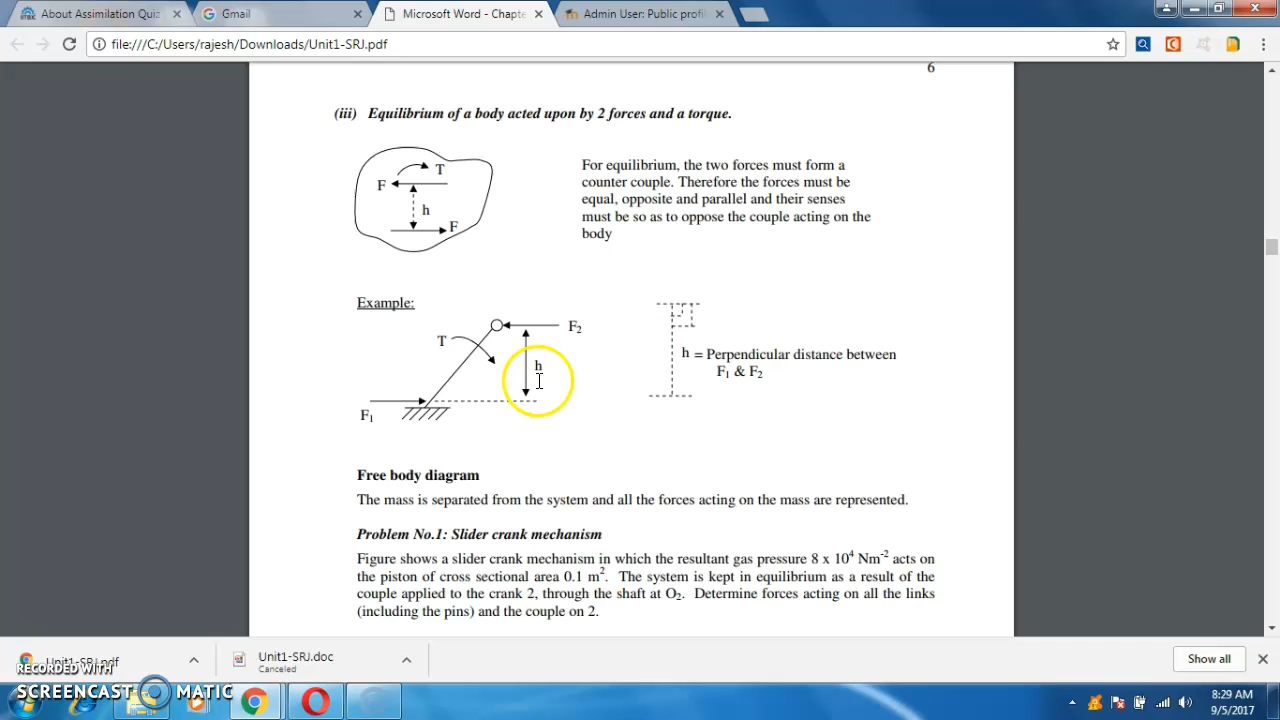 About Assimilation Quiz
Gmail
Microsoft Word - Chapte
Admin User: Public profi
file:///C:/Users/rajesh/Downloads/Unit1-SRJ.pdf
6
(iii) Equilibrium of a body acted upon by 2 forces and a torque.
T
F
h
F
For equilibrium, the two forces must form a
counter couple. Therefore the forces must be
equal, opposite and parallel and their senses
must be so as to oppose the couple acting on the
body
Example:
T
F₂
h
F₁
h = Perpendicular distance between
F₁ & F₂
Free body diagram
The mass is separated from the system and all the forces acting on the mass are represented.
Problem No.1: Slider crank mechanism
Figure shows a slider crank mechanism in which the resultant gas pressure 8 x 10⁴ Nm⁻² acts on
the piston of cross sectional area 0.1 m². The system is kept in equilibrium as a result of the
couple applied to the crank 2, through the shaft at O₂. Determine forces acting on all the links
(including the pins) and the couple on 2.
Unit1-SRJ.pdf
Unit1-SRJ.doc
Canceled
Show all
RECORDED WITH
SCREENCAST MATIC
8:29 AM
9/5/2017